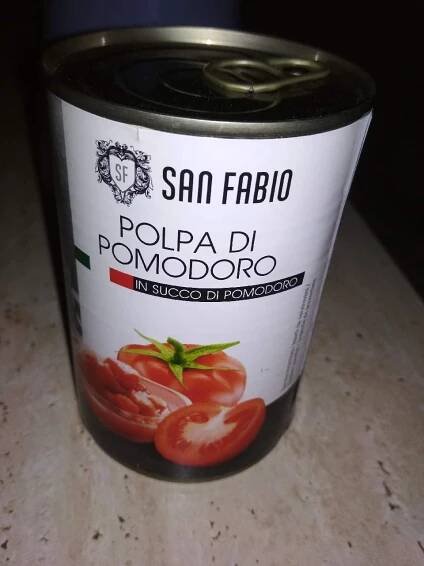 SF
SAN FABIO
POLPA DI
POMODORO
IN SUCCO DI POMODORO